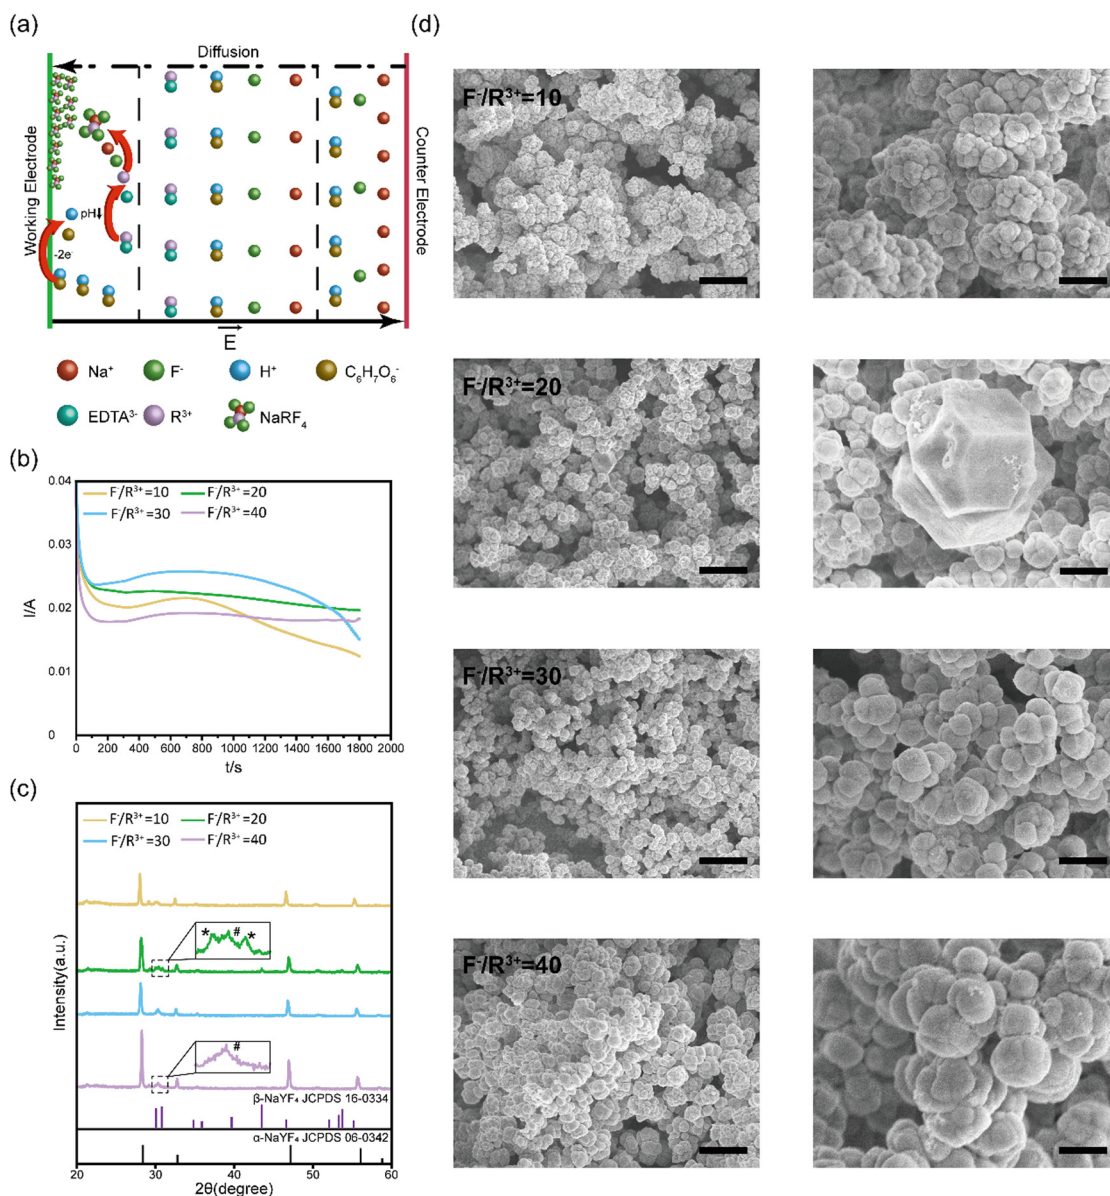 (a)
Diffusion
Working Electrode
Counter Electrode
pH⬇
-2e⁻
E
Na⁺
F⁻
H⁺
C₆H₇O₆⁻
EDTA³⁻
R³⁺
NaRF₄
(b)
0.04
0.03
0.02
0.01
0
I/A
F⁻/R³⁺=10
F⁻/R³⁺=20
F⁻/R³⁺=30
F⁻/R³⁺=40
0 200 400 600 800 1000 1200 1400 1600 1800 2000
t/s
(c)
F⁻/R³⁺=10
F⁻/R³⁺=20
F⁻/R³⁺=30
F⁻/R³⁺=40
Intensity(a.u.)
* # *
#
β-NaYF₄ JCPDS 16-0334
α-NaYF₄ JCPDS 06-0342
20 30 40 50 60
2θ(degree)
(d)
F⁻/R³⁺=10
F⁻/R³⁺=20
F⁻/R³⁺=30
F⁻/R³⁺=40